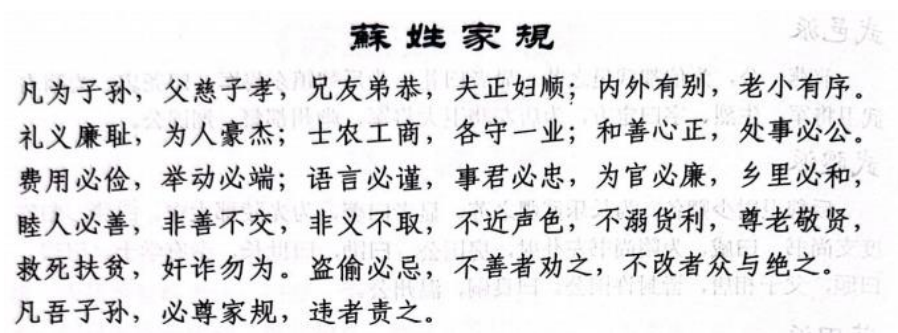 蘇姓家規
凡为子孙，父慈子孝，兄友弟恭，夫正妇顺；内外有别，老小有序。
礼义廉耻，为人豪杰；士农工商，各守一业；和善心正，处事必公。
费用必俭，举动必端；语言必谨，事君必忠，为官必廉，乡里必和，
睦人必善，非善不交，非义不取，不近声色，不溺货利，尊老敬贤，
救死扶贫，奸诈勿为。盗偷必忌，不善者劝之，不改者众与绝之。
凡吾子孙，必尊家规，违者责之。